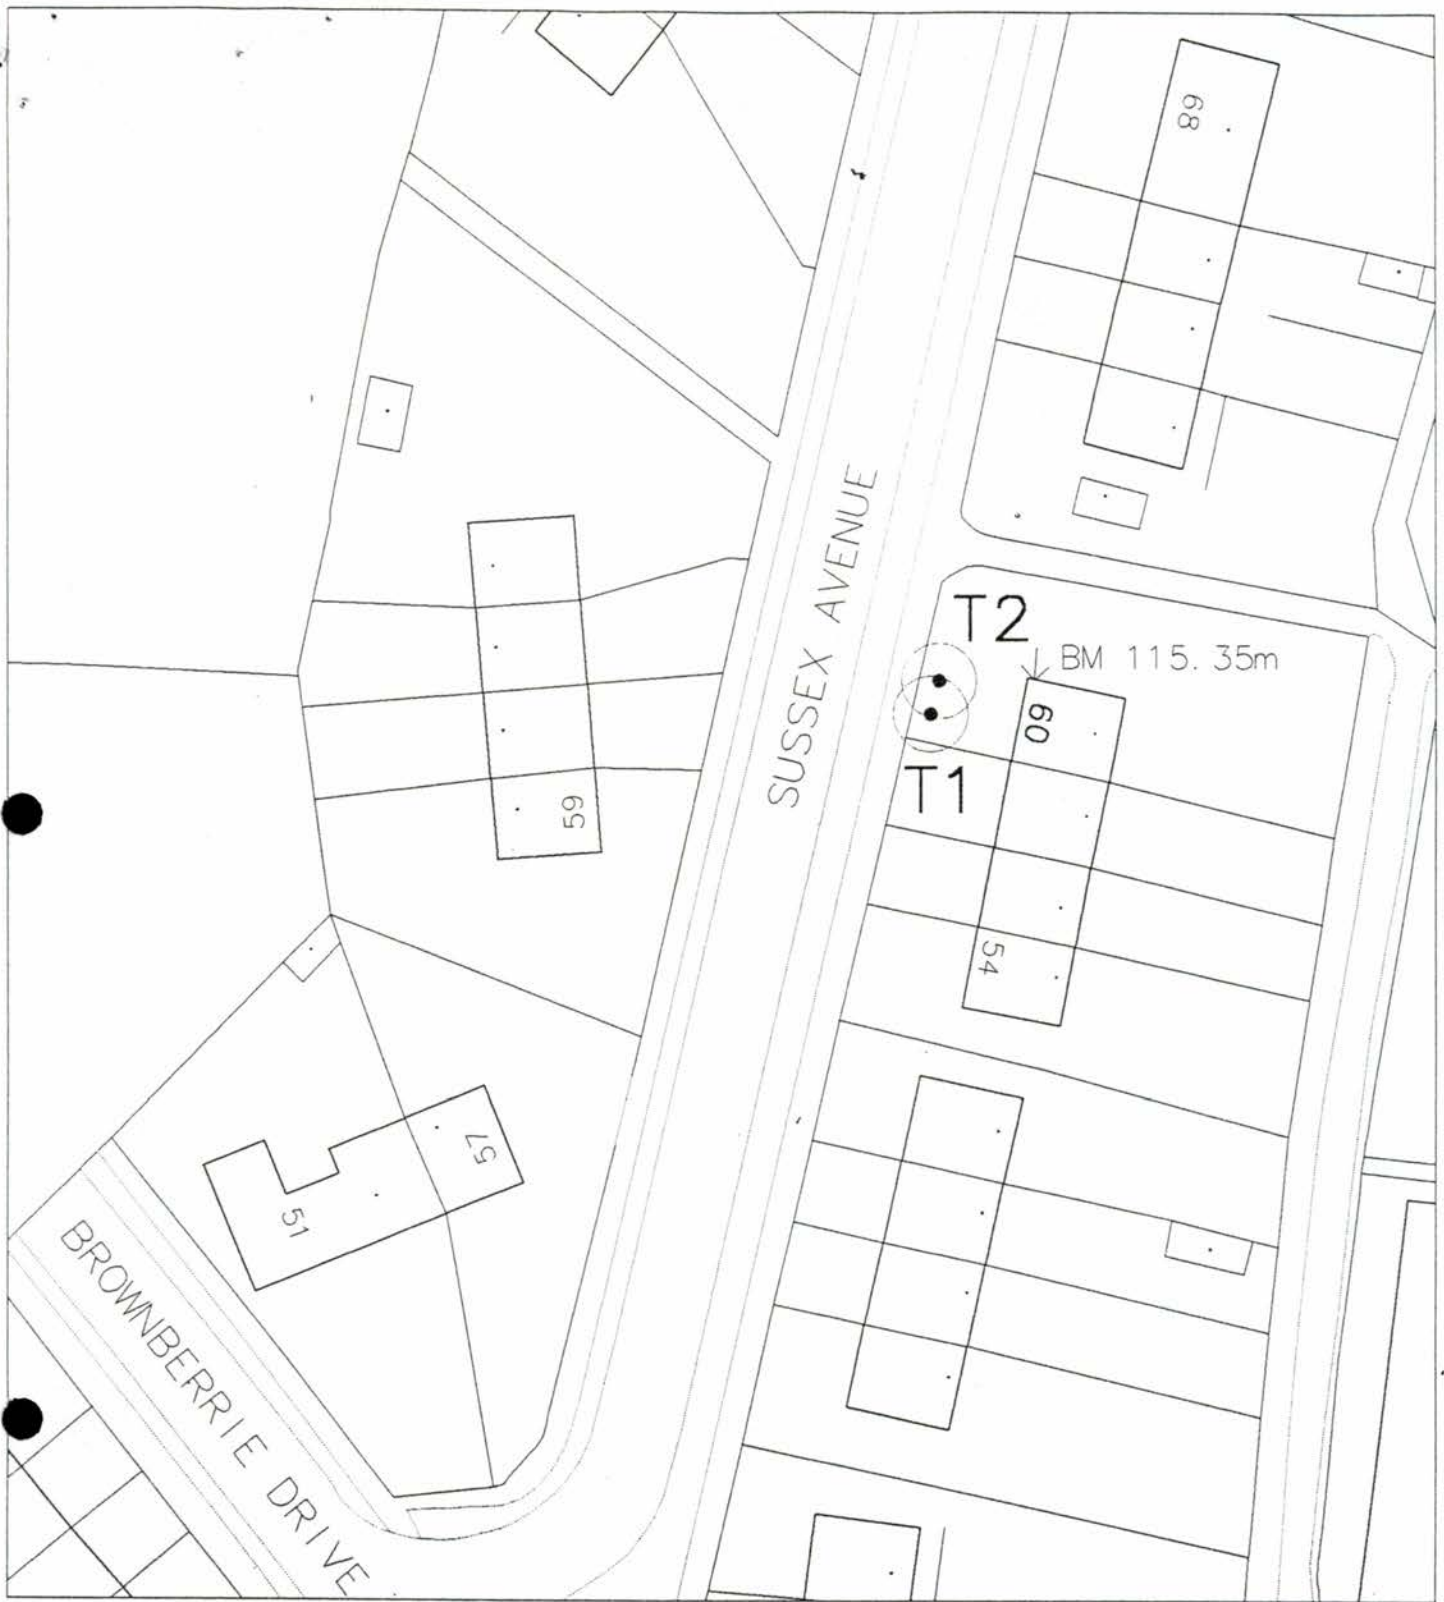 68
SUSSEX AVENUE
T2
BM 115.35m
60
T1
59
54
57
51
BROWNBERRIE DRIVE